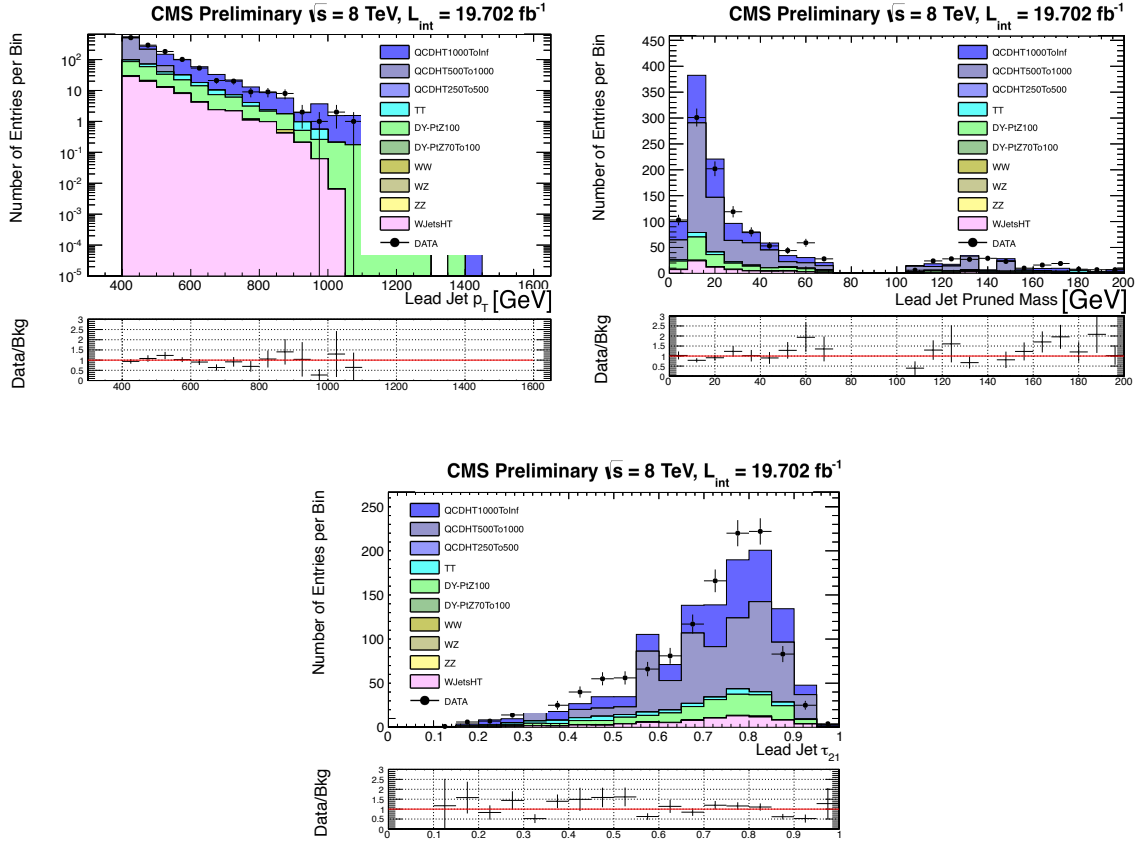 CMS Preliminary √s = 8 TeV, L_int = 19.702 fb⁻¹
Number of Entries per Bin
10²
10
1
10⁻¹
10⁻²
10⁻³
10⁻⁴
10⁻⁵
QCDHT1000ToInf
QCDHT500To1000
QCDHT250To500
TT
DY-PtZ100
DY-PtZ70To100
WW
WZ
ZZ
WJetsHT
DATA
400 600 800 1000 1200 1400 1600
Lead Jet p_T [GeV]
Data/Bkg
3
2.5
2
1.5
1
0.5
0
400 600 800 1000 1200 1400 1600
CMS Preliminary √s = 8 TeV, L_int = 19.702 fb⁻¹
Number of Entries per Bin
450
400
350
300
250
200
150
100
50
0
QCDHT1000ToInf
QCDHT500To1000
QCDHT250To500
TT
DY-PtZ100
DY-PtZ70To100
WW
WZ
ZZ
WJetsHT
DATA
0 20 40 60 80 100 120 140 160 180 200
Lead Jet Pruned Mass [GeV]
Data/Bkg
3
2.5
2
1.5
1
0.5
0
0 20 40 60 80 100 120 140 160 180 200
CMS Preliminary √s = 8 TeV, L_int = 19.702 fb⁻¹
Number of Entries per Bin
250
200
150
100
50
0
QCDHT1000ToInf
QCDHT500To1000
QCDHT250To500
TT
DY-PtZ100
DY-PtZ70To100
WW
WZ
ZZ
WJetsHT
DATA
0 0.1 0.2 0.3 0.4 0.5 0.6 0.7 0.8 0.9 1
Lead Jet τ₂₁
Data/Bkg
3
2.5
2
1.5
1
0.5
0
0 0.1 0.2 0.3 0.4 0.5 0.6 0.7 0.8 0.9 1